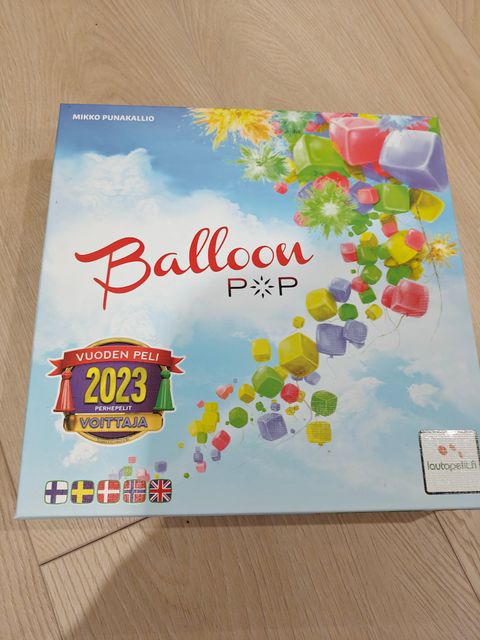 MIKKO PUNAKALLIO
Balloon
POP
VUODEN PELI
2023
PERHEPELIT
VOITTAJA
lautapelit.fi